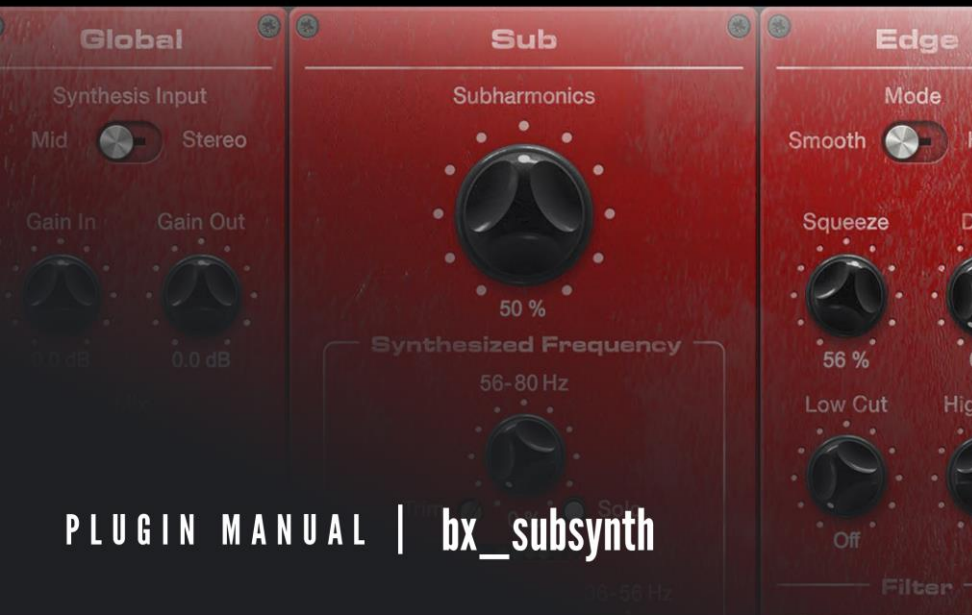 Global
Synthesis Input
Mid
Stereo
Gain In
Gain Out
0.0 dB
Sub
Subharmonics
50 %
Synthesized Frequency
56-80 Hz
Edge
Mode
Smooth
Squeeze
56 %
Low Cut
Off
Filter
PLUGIN MANUAL | bx_subsynth